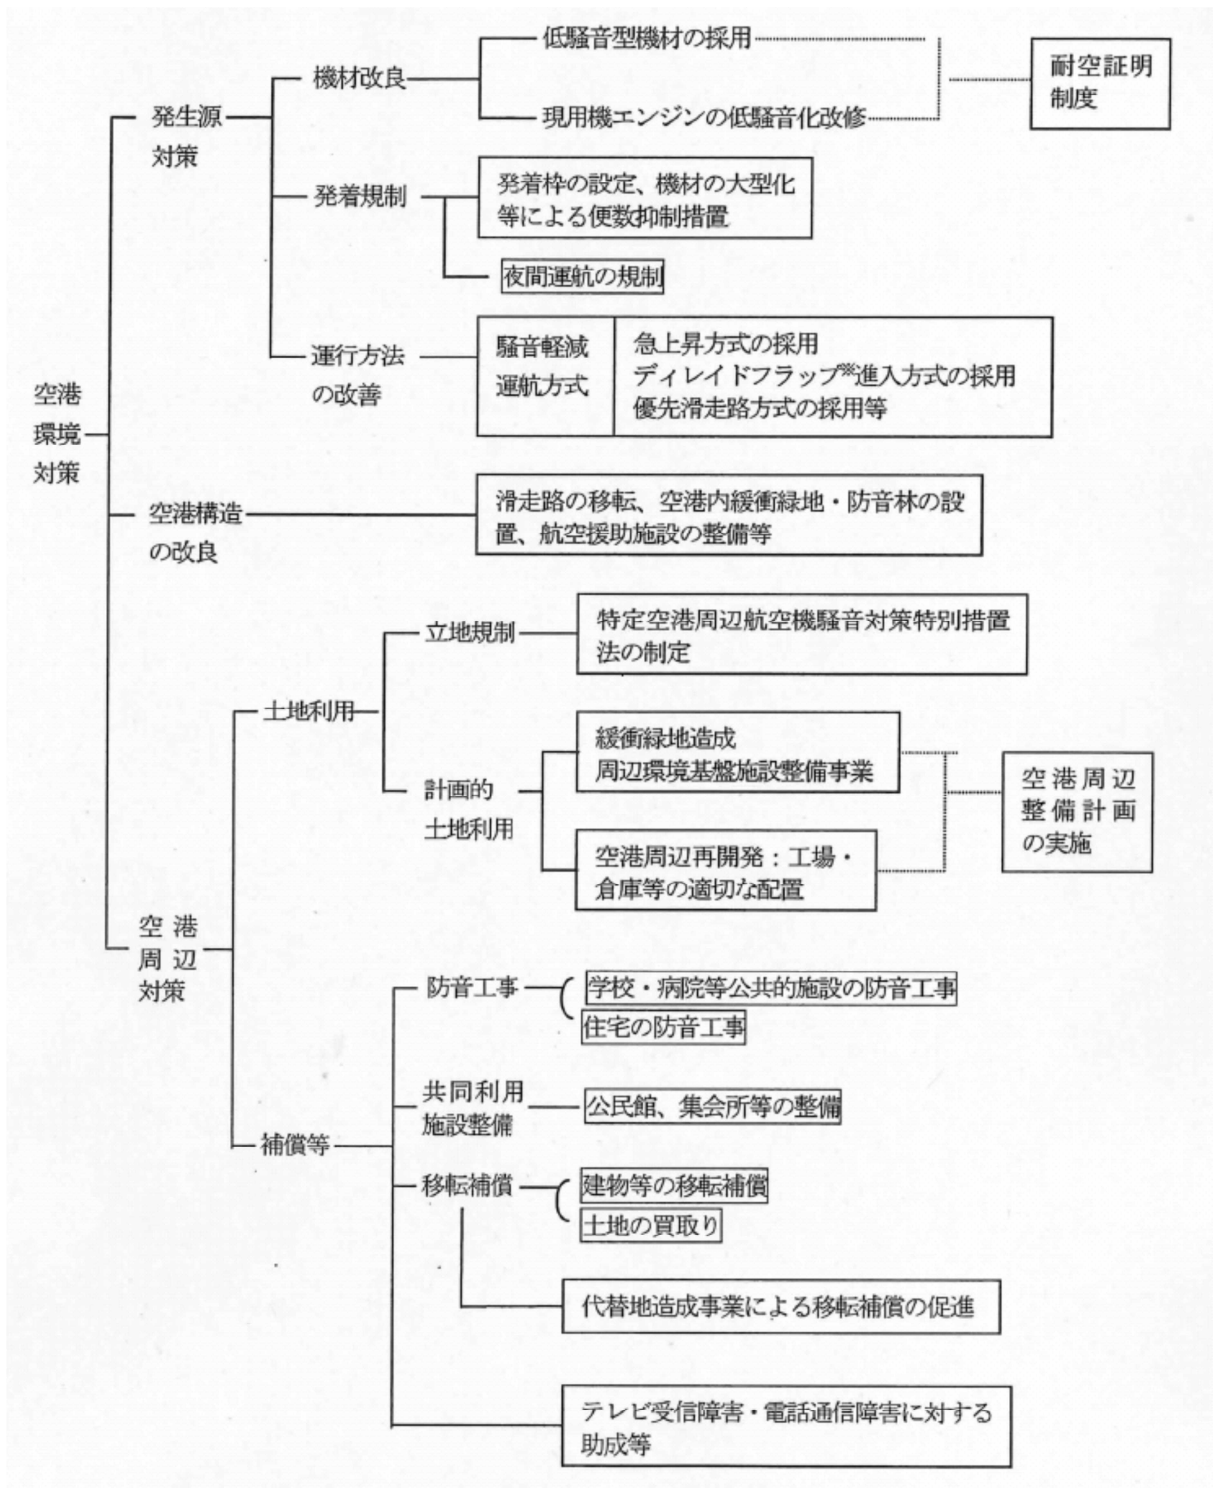 低騒音型機材の採用
機材改良
耐空証明
制度
発生源
対策
現用機エンジンの低騒音化改修
発着規制
発着枠の設定、機材の大型化
等による便数抑制措置
夜間運航の規制
運行方法
の改善
騒音軽減
運航方式
急上昇方式の採用
ディレイドフラップ※進入方式の採用
優先滑走路方式の採用等
空港
環境
対策
空港構造
の改良
滑走路の移転、空港内緩衝緑地・防音林の設
置、航空援助施設の整備等
立地規制
特定空港周辺航空機騒音対策特別措置
法の制定
土地利用
計画的
土地利用
緩衝緑地造成
周辺環境基盤施設整備事業
空港周辺
整備計画
の実施
空港周辺再開発：工場・
倉庫等の適切な配置
空港
周辺
対策
防音工事
学校・病院等公共的施設の防音工事
住宅の防音工事
共同利用
施設整備
公民館、集会所等の整備
補償等
移転補償
建物等の移転補償
土地の買取り
代替地造成事業による移転補償の促進
テレビ受信障害・電話通信障害に対する
助成等